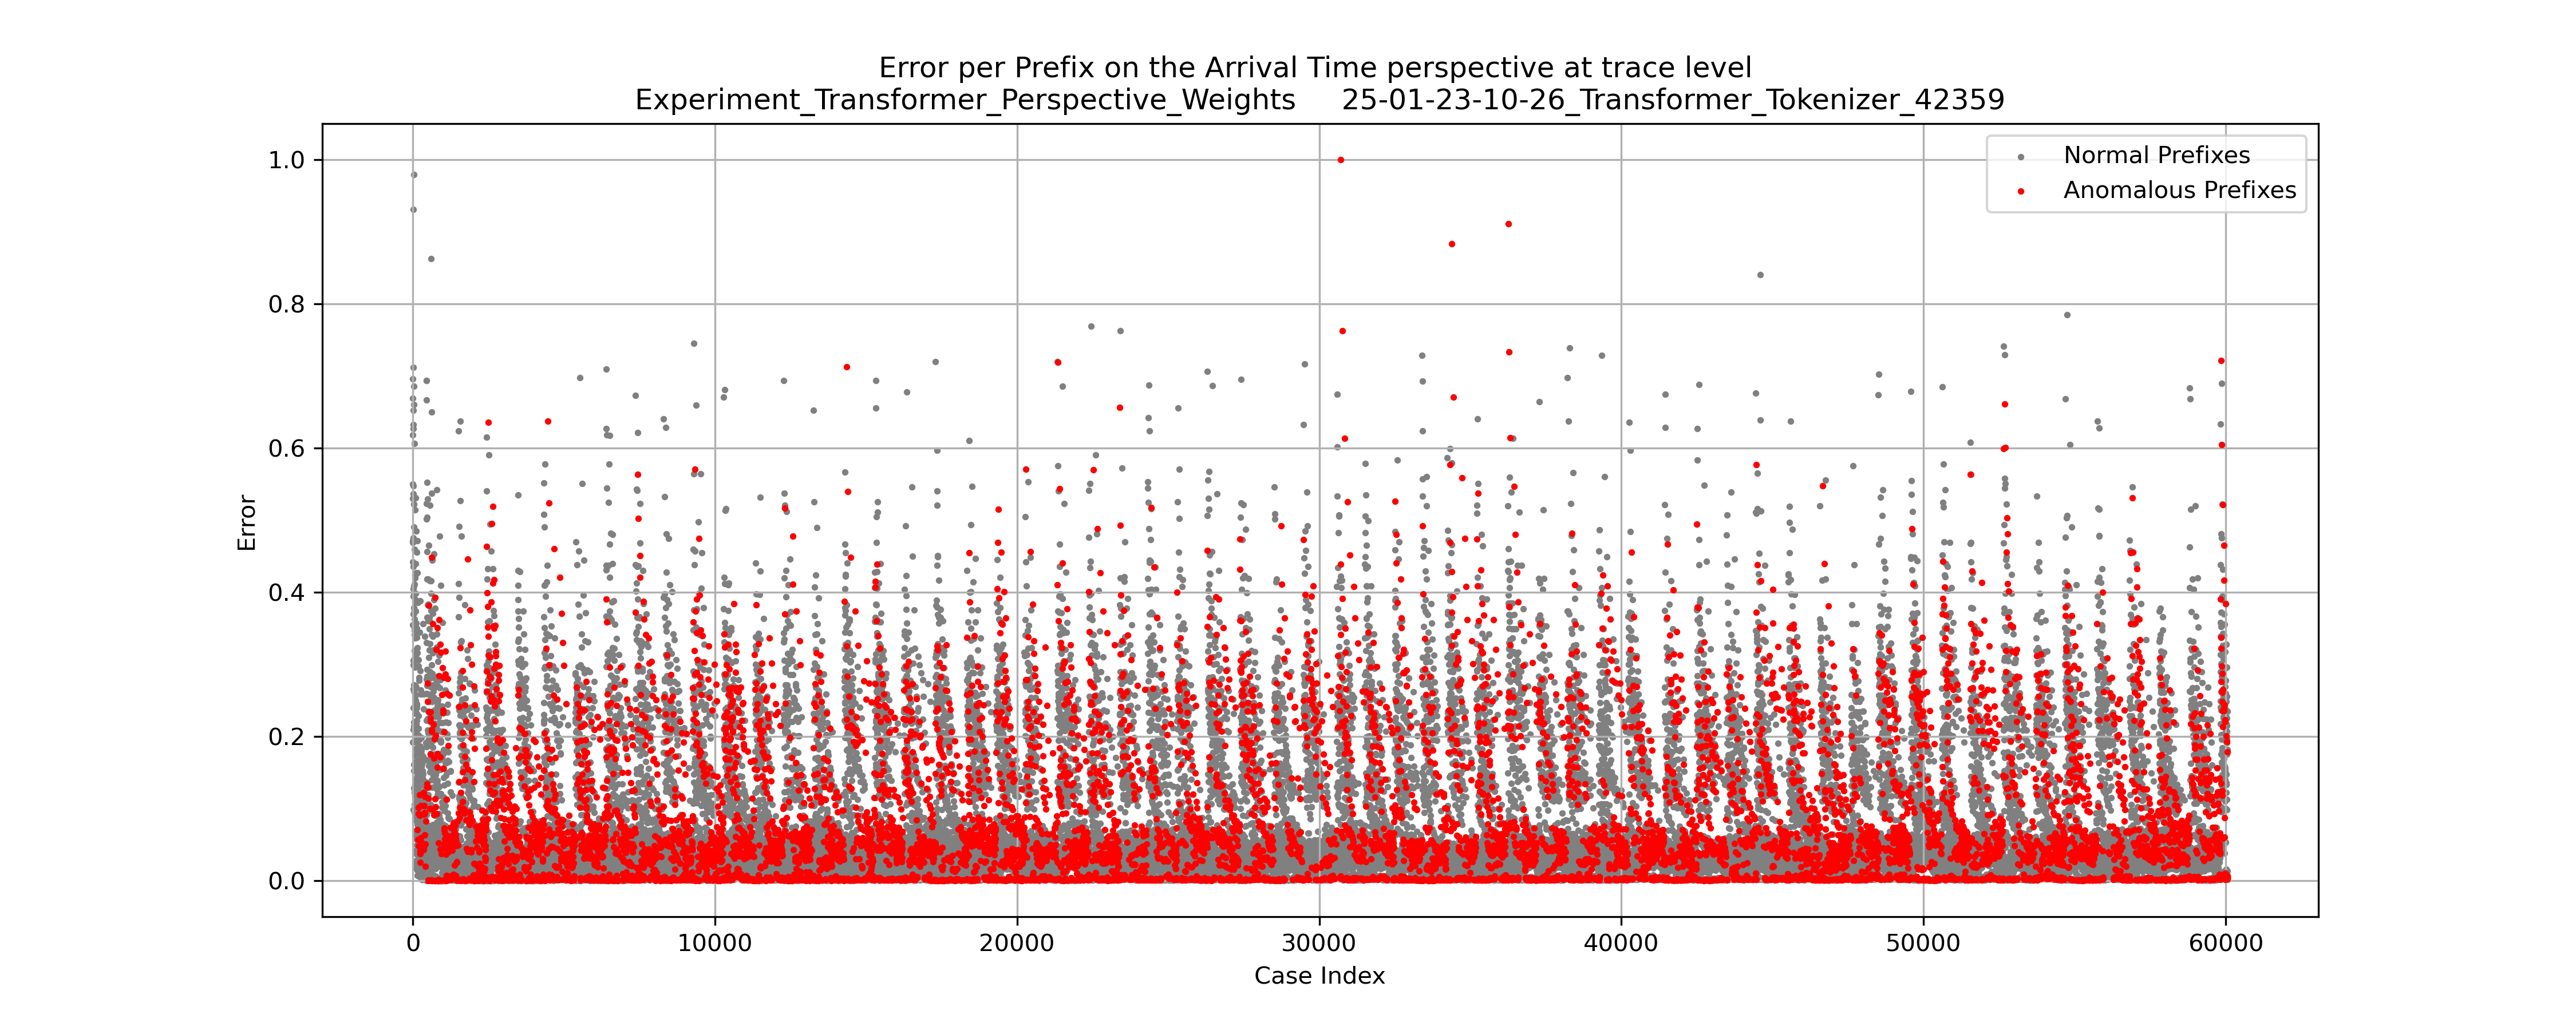 Error per Prefix on the Arrival Time perspective at trace level
Experiment_Transformer_Perspective_Weights 25-01-23-10-26_Transformer_Tokenizer_42359
Normal Prefixes
Anomalous Prefixes
Error
1.0
0.8
0.6
0.4
0.2
0.0
0 10000 20000 30000 40000 50000 60000
Case Index